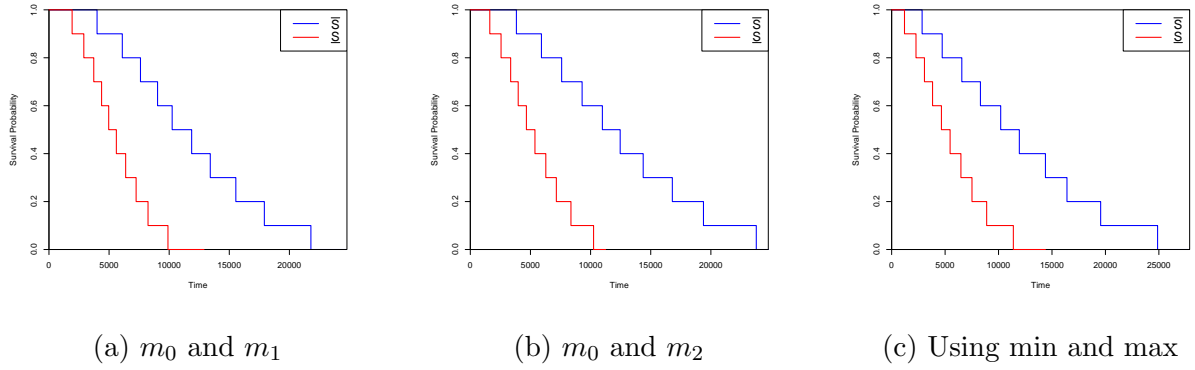 1.0
0.8
0.6
0.4
0.2
0.0
Survival Probability
0 5000 10000 15000 20000
Time
1.0
0.8
0.6
0.4
0.2
0.0
Survival Probability
0 5000 10000 15000 20000
Time
1.0
0.8
0.6
0.4
0.2
0.0
Survival Probability
0 5000 10000 15000 20000 25000
Time
(a) m₀ and m₁
(b) m₀ and m₂
(c) Using min and max